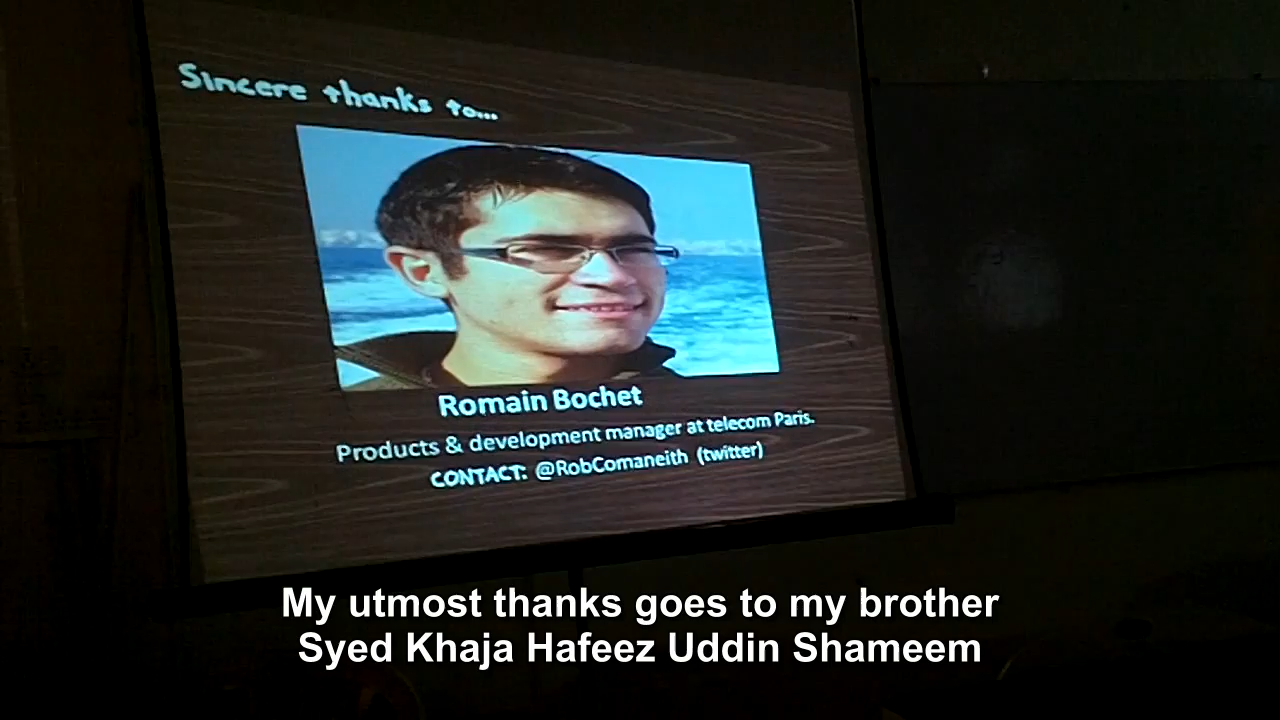 Sincere thanks to...
Romain Bochet
Products & development manager at telecom Paris.
CONTACT: @RobComaneith (twitter)
My utmost thanks goes to my brother
Syed Khaja Hafeez Uddin Shameem